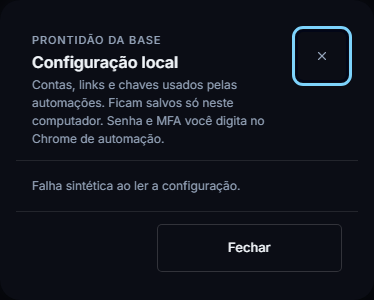 PRONTIDÃO DA BASE
Configuração local
×
Contas, links e chaves usados pelas
automações. Ficam salvos só neste
computador. Senha e MFA você digita no
Chrome de automação.
Falha sintética ao ler a configuração.
Fechar